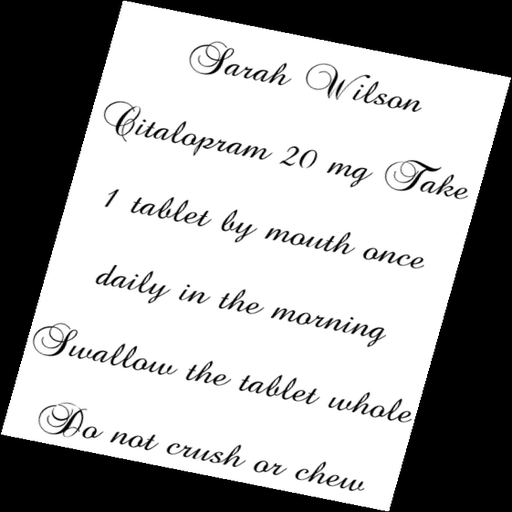 Sarah Wilson
Citalopram 20 mg Take
1 tablet by mouth once
daily in the morning
Swallow the tablet whole
Do not crush or chew